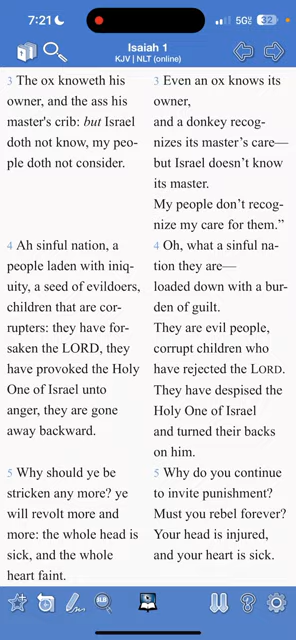 7:21
5G
32
Isaiah 1
KJV | NLT (online)
3 The ox knoweth his
owner, and the ass his
master's crib: but Israel
doth not know, my peo-
ple doth not consider.
4 Ah sinful nation, a
people laden with iniq-
uity, a seed of evildoers,
children that are cor-
rupters: they have for-
saken the LORD, they
have provoked the Holy
One of Israel unto
anger, they are gone
away backward.
5 Why should ye be
stricken any more? ye
will revolt more and
more: the whole head is
sick, and the whole
heart faint.
3 Even an ox knows its
owner,
and a donkey recog-
nizes its master’s care—
but Israel doesn’t know
its master.
My people don’t recog-
nize my care for them.”
4 Oh, what a sinful na-
tion they are—
loaded down with a bur-
den of guilt.
They are evil people,
corrupt children who
have rejected the LORD.
They have despised the
Holy One of Israel
and turned their backs
on him.
5 Why do you continue
to invite punishment?
Must you rebel forever?
Your head is injured,
and your heart is sick.
BLB